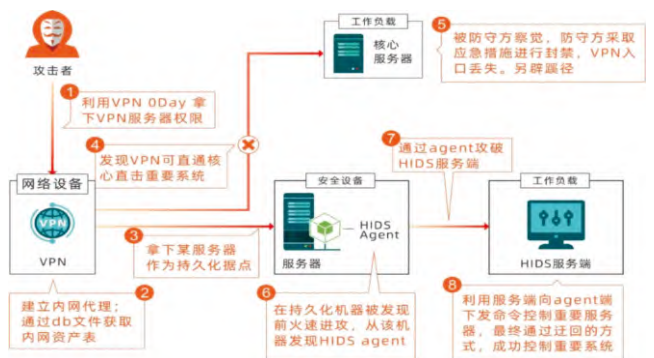 攻击者
1
利用VPN 0Day 拿
下VPN服务器权限
4
发现VPN可直通核
心直击重要系统
工作负载
核心
服务器
5
被防守方察觉，防守方采取
应急措施进行封禁，VPN入
口丢失。另辟蹊径
网络设备
VPN
VPN
2
建立内网代理；
通过db文件获取
内网资产表
3
拿下某服务器
作为持久化据点
安全设备
HIDS
Agent
服务器
6
在持久化机器被发现
前火速进攻，从该机
器发现HIDS agent
7
通过agent攻破
HIDS服务端
工作负载
HIDS服务端
8
利用服务端向agent端
下发命令控制重要服务
器，最终通过迂回的方
式，成功控制重要系统